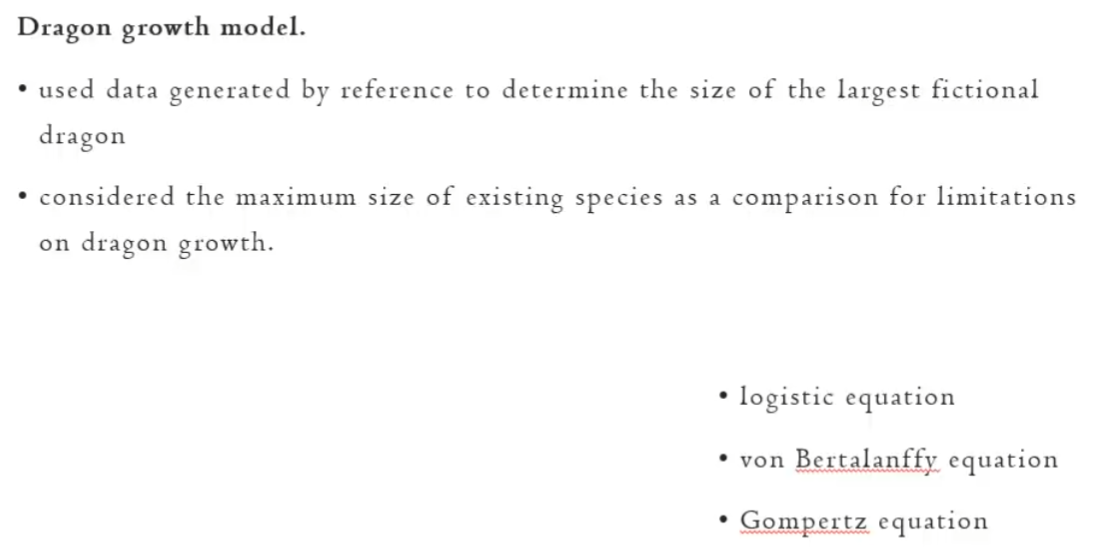 Dragon growth model.
• used data generated by reference to determine the size of the largest fictional
dragon
• considered the maximum size of existing species as a comparison for limitations
on dragon growth.
• logistic equation
• von Bertalanffy equation
• Gompertz equation